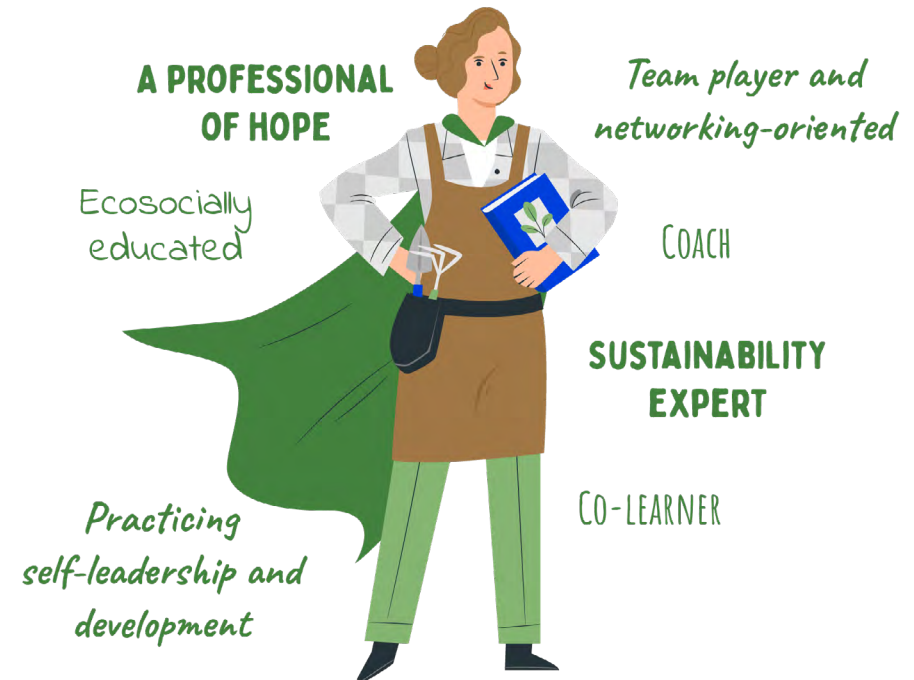 A PROFESSIONAL
OF HOPE
Team player and
networking-oriented
Ecosocially
educated
COACH
SUSTAINABILITY
EXPERT
CO-LEARNER
Practicing
self-leadership and
development